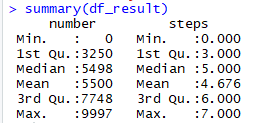 > summary(df_result)
number steps
Min. : 0 Min. :0.000
1st Qu.:3250 1st Qu.:3.000
Median :5498 Median :5.000
Mean :5500 Mean :4.676
3rd Qu.:7748 3rd Qu.:6.000
Max. :9997 Max. :7.000